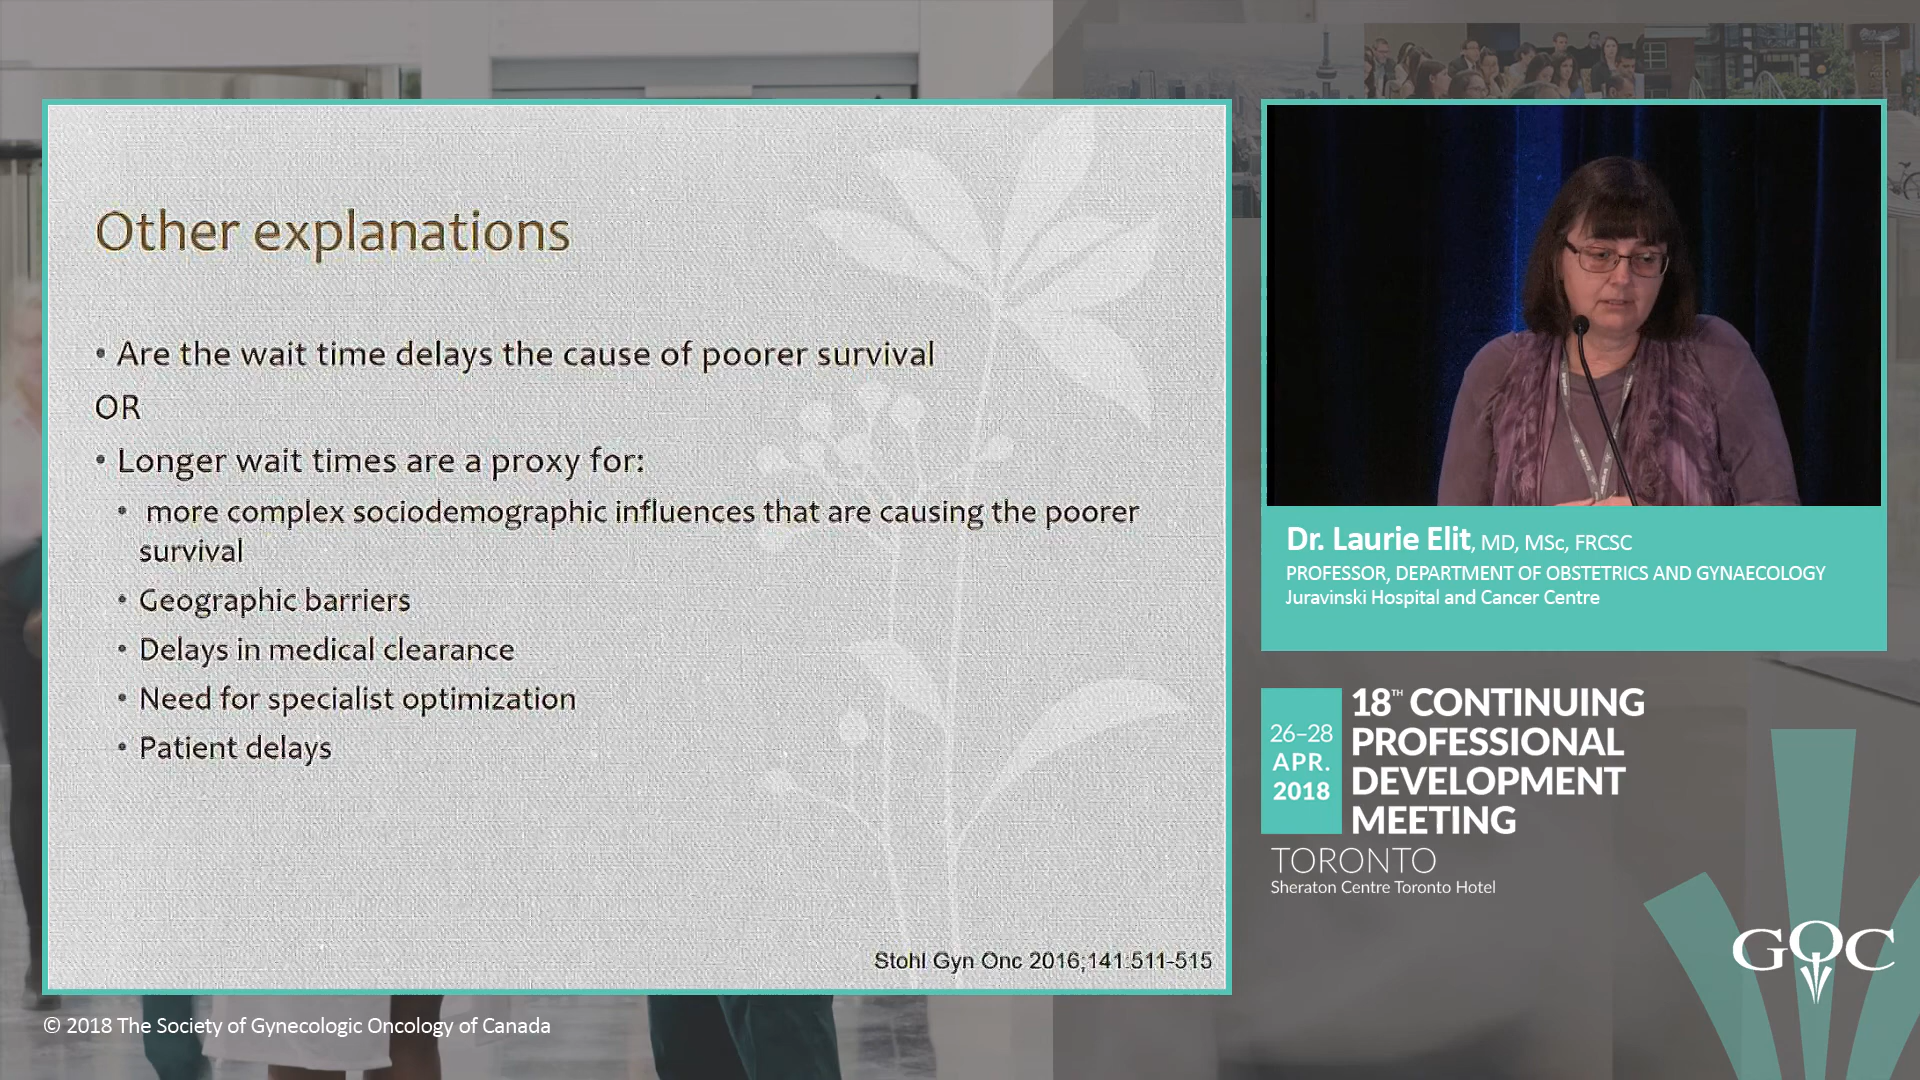 Other explanations
• Are the wait time delays the cause of poorer survival
OR
• Longer wait times are a proxy for:
• more complex sociodemographic influences that are causing the poorer
survival
• Geographic barriers
• Delays in medical clearance
• Need for specialist optimization
• Patient delays
Stohl Gyn Onc 2016;141:511-515
Dr. Laurie Elit, MD, MSc, FRCSC
PROFESSOR, DEPARTMENT OF OBSTETRICS AND GYNAECOLOGY
Juravinski Hospital and Cancer Centre
26–28
APR.
2018
18TH CONTINUING
PROFESSIONAL
DEVELOPMENT
MEETING
TORONTO
Sheraton Centre Toronto Hotel
GOC
© 2018 The Society of Gynecologic Oncology of Canada